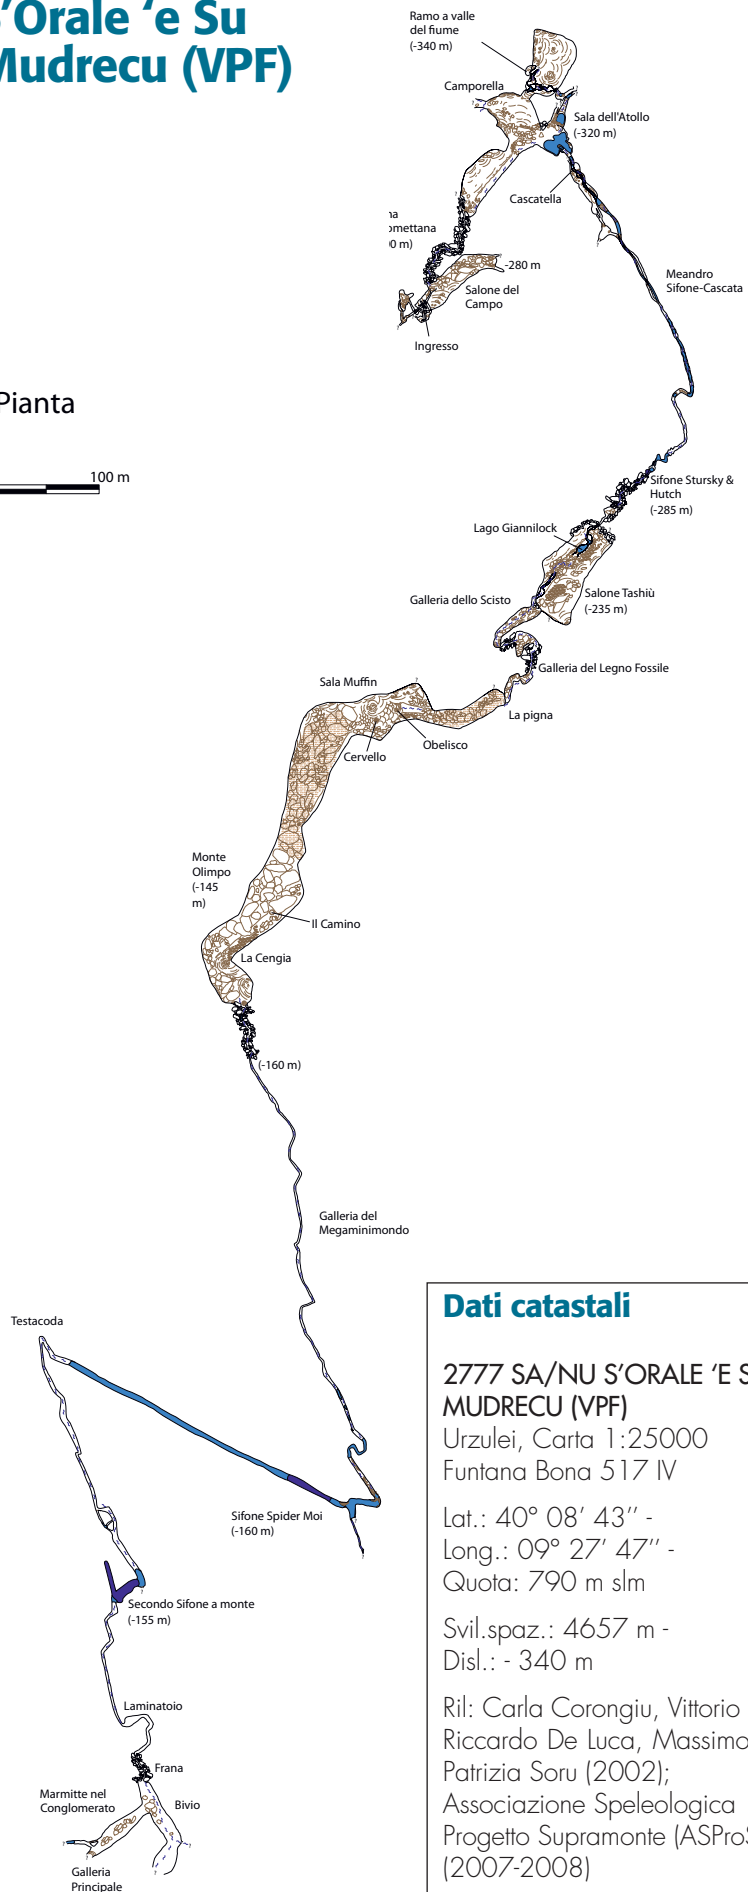 S’Orale ‘e Su
Mudrecu (VPF)
Ramo a valle
del fiume
(-340 m)
Camporella
Sala dell'Atollo
(-320 m)
Cascatella
-280 m
Salone del
Campo
Ingresso
Meandro
Sifone-Cascata
Pianta
100 m
Sifone Stursky &
Hutch
(-285 m)
Lago Giannilock
Galleria dello Scisto
Salone Tashiù
(-235 m)
Galleria del Legno Fossile
Sala Muffin
La pigna
Obelisco
Cervello
Monte
Olimpo
(-145
m)
Il Camino
La Cengia
(-160 m)
Galleria del
Megaminimondo
Testacoda
Sifone Spider Moi
(-160 m)
Secondo Sifone a monte
(-155 m)
Laminatoio
Frana
Marmitte nel
Conglomerato
Bivio
Galleria
Principale
Dati catastali
2777 SA/NU S’ORALE ‘E S
MUDRECU (VPF)
Urzulei, Carta 1:25000
Funtana Bona 517 IV
Lat.: 40° 08’ 43’’ -
Long.: 09° 27’ 47’’ -
Quota: 790 m slm
Svil.spaz.: 4657 m -
Disl.: - 340 m
Ril: Carla Corongiu, Vittorio
Riccardo De Luca, Massimo
Patrizia Soru (2002);
Associazione Speleologica
Progetto Supramonte (ASProS
(2007-2008)